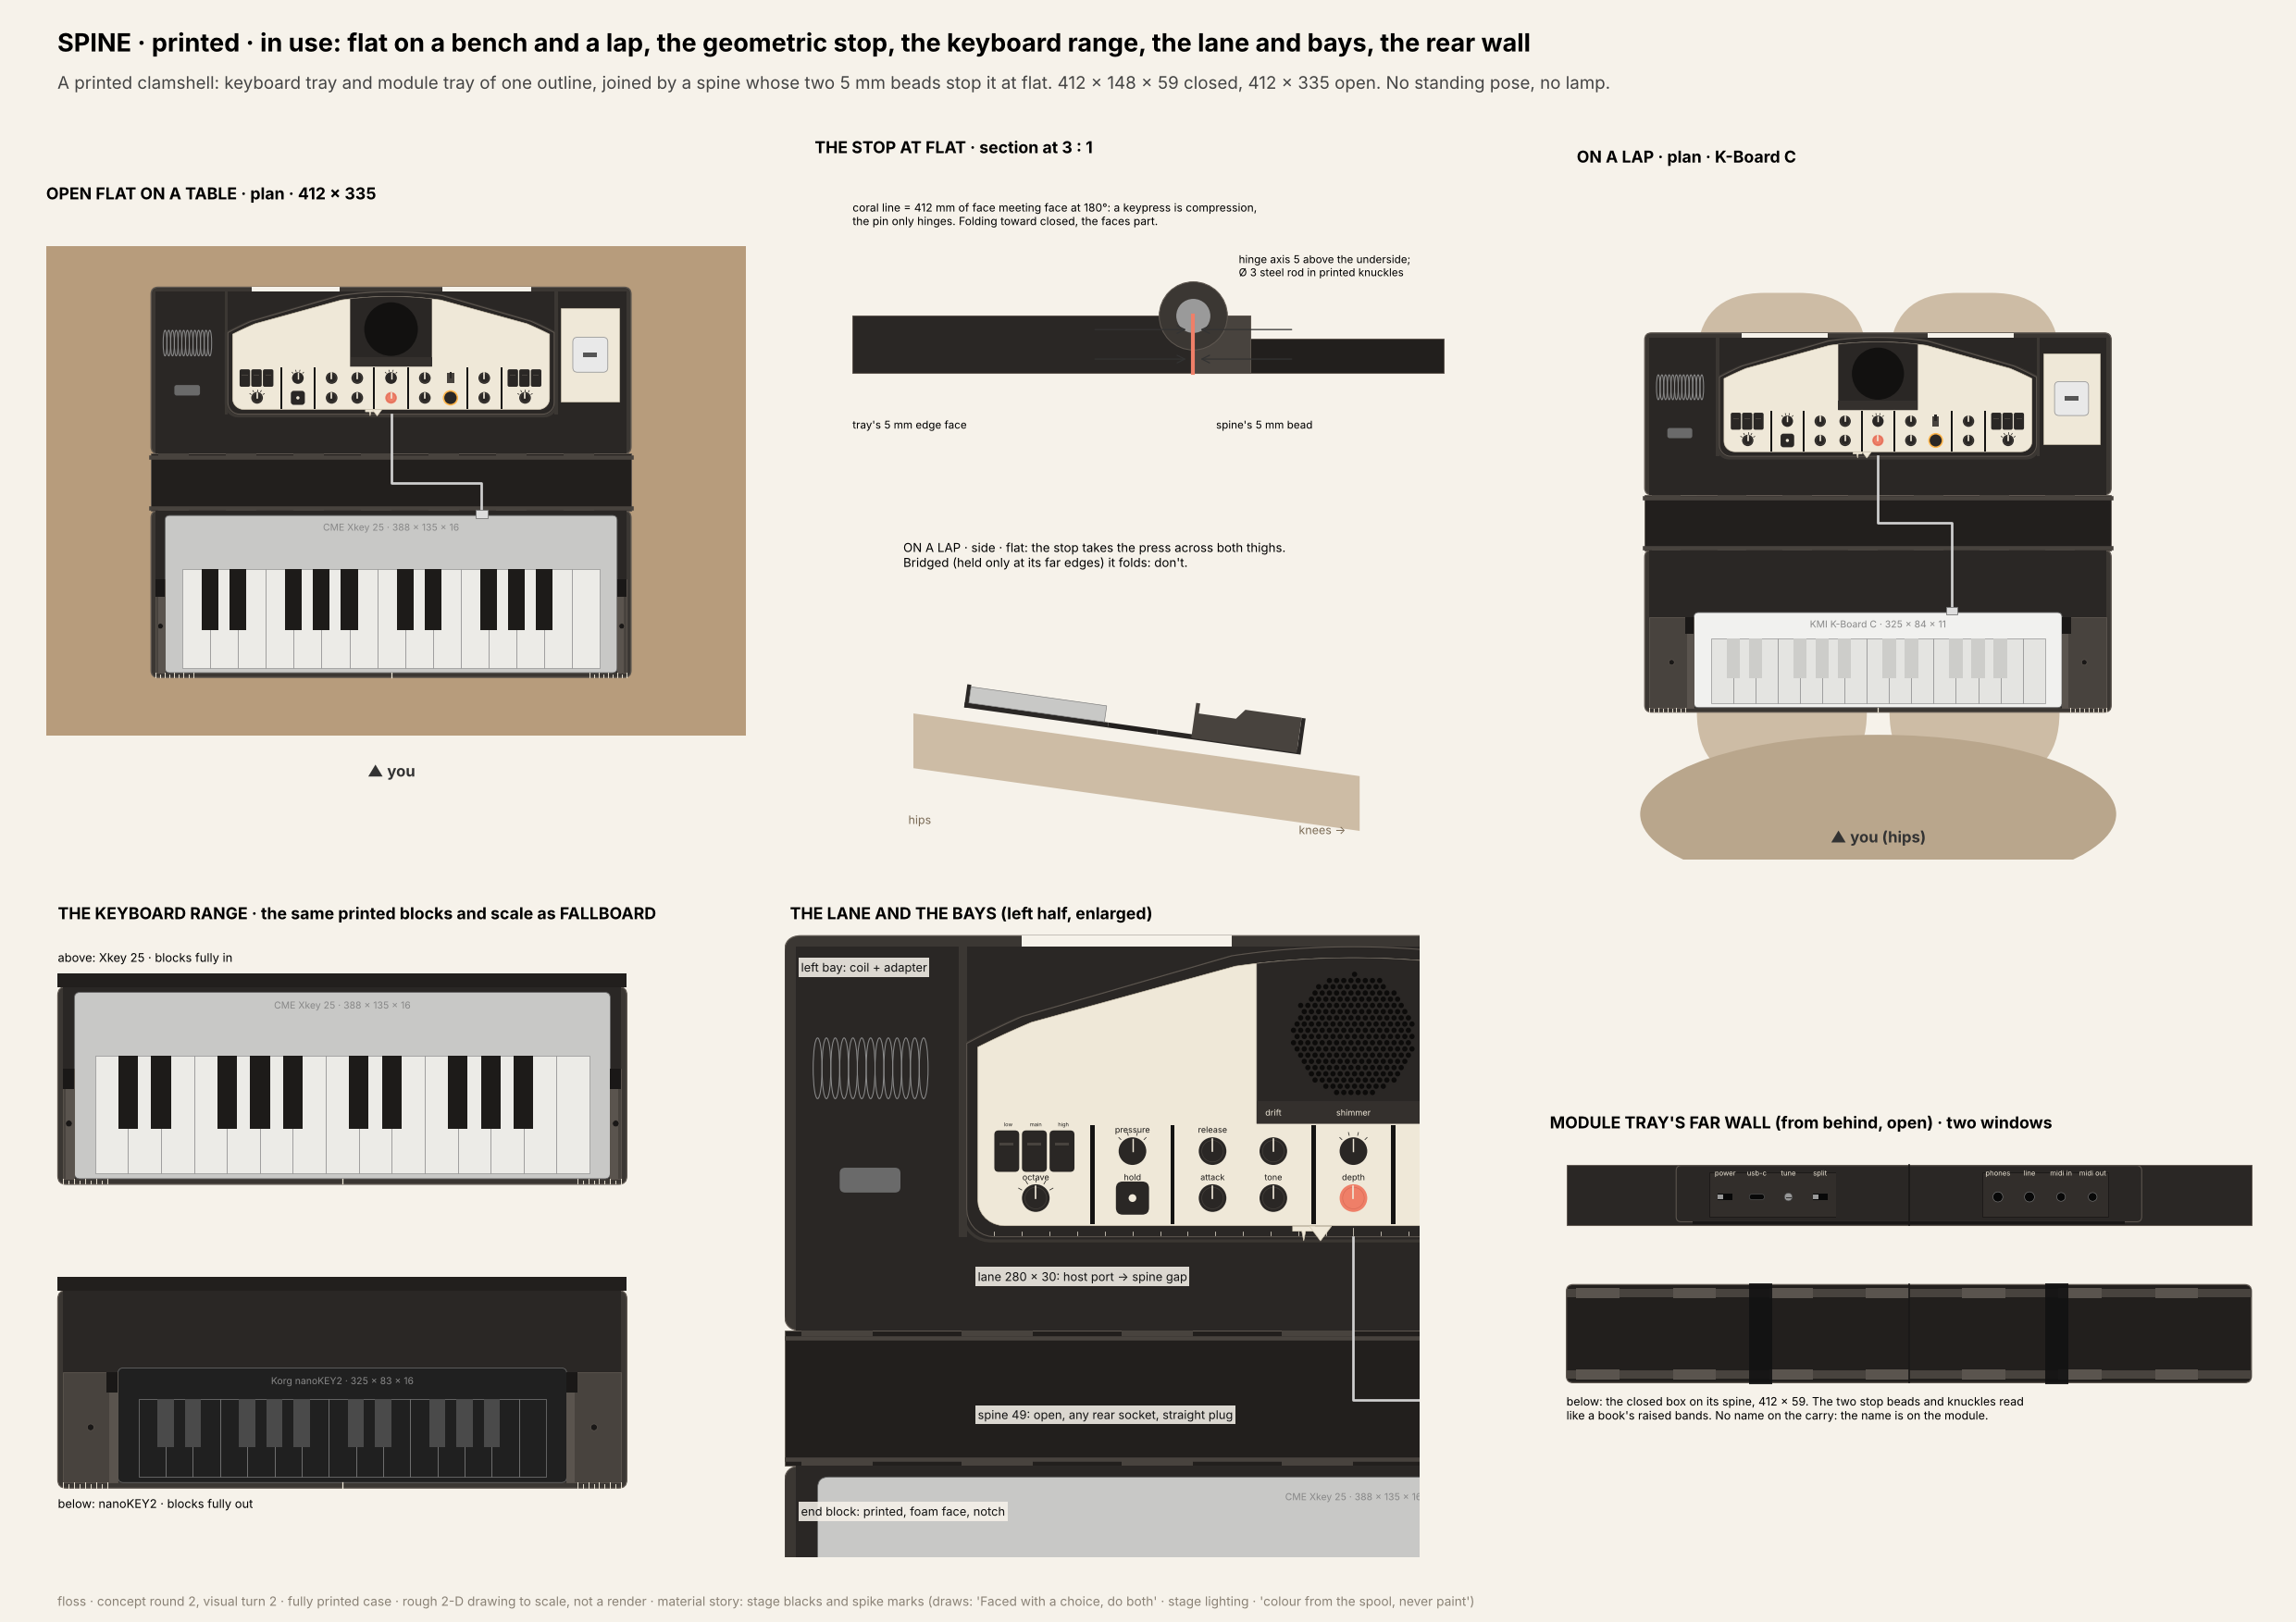 SPINE · printed · in use: flat on a bench and a lap, the geometric stop, the keyboard range, the lane and bays, the rear wall
A printed clamshell: keyboard tray and module tray of one outline, joined by a spine whose two 5 mm beads stop it at flat. 412 × 148 × 59 closed, 412 × 335 open. No standing pose, no lamp.
OPEN FLAT ON A TABLE · plan · 412 × 335
CME Xkey 25 · 388 × 135 × 16
▲ you
THE STOP AT FLAT · section at 3 : 1
coral line = 412 mm of face meeting face at 180°: a keypress is compression,
the pin only hinges. Folding toward closed, the faces part.
hinge axis 5 above the underside;
Ø 3 steel rod in printed knuckles
tray's 5 mm edge face
spine's 5 mm bead
ON A LAP · side · flat: the stop takes the press across both thighs.
Bridged (held only at its far edges) it folds: don't.
hips
knees →
ON A LAP · plan · K-Board C
KMI K-Board C · 325 × 84 × 11
▲ you (hips)
THE KEYBOARD RANGE · the same printed blocks and scale as FALLBOARD
above: Xkey 25 · blocks fully in
CME Xkey 25 · 388 × 135 × 16
Korg nanoKEY2 · 325 × 83 × 16
below: nanoKEY2 · blocks fully out
THE LANE AND THE BAYS (left half, enlarged)
left bay: coil + adapter
drift
shimmer
low
main
high
pressure
release
octave
hold
attack
tone
depth
lane 280 × 30: host port → spine gap
spine 49: open, any rear socket, straight plug
CME Xkey 25 · 388 × 135 × 16
end block: printed, foam face, notch
MODULE TRAY'S FAR WALL (from behind, open) · two windows
power
usb-c
tune
split
phones
line
midi in
midi out
below: the closed box on its spine, 412 × 59. The two stop beads and knuckles read
like a book's raised bands. No name on the carry: the name is on the module.
floss · concept round 2, visual turn 2 · fully printed case · rough 2-D drawing to scale, not a render · material story: stage blacks and spike marks (draws: 'Faced with a choice, do both' · stage lighting · 'colour from the spool, never paint')